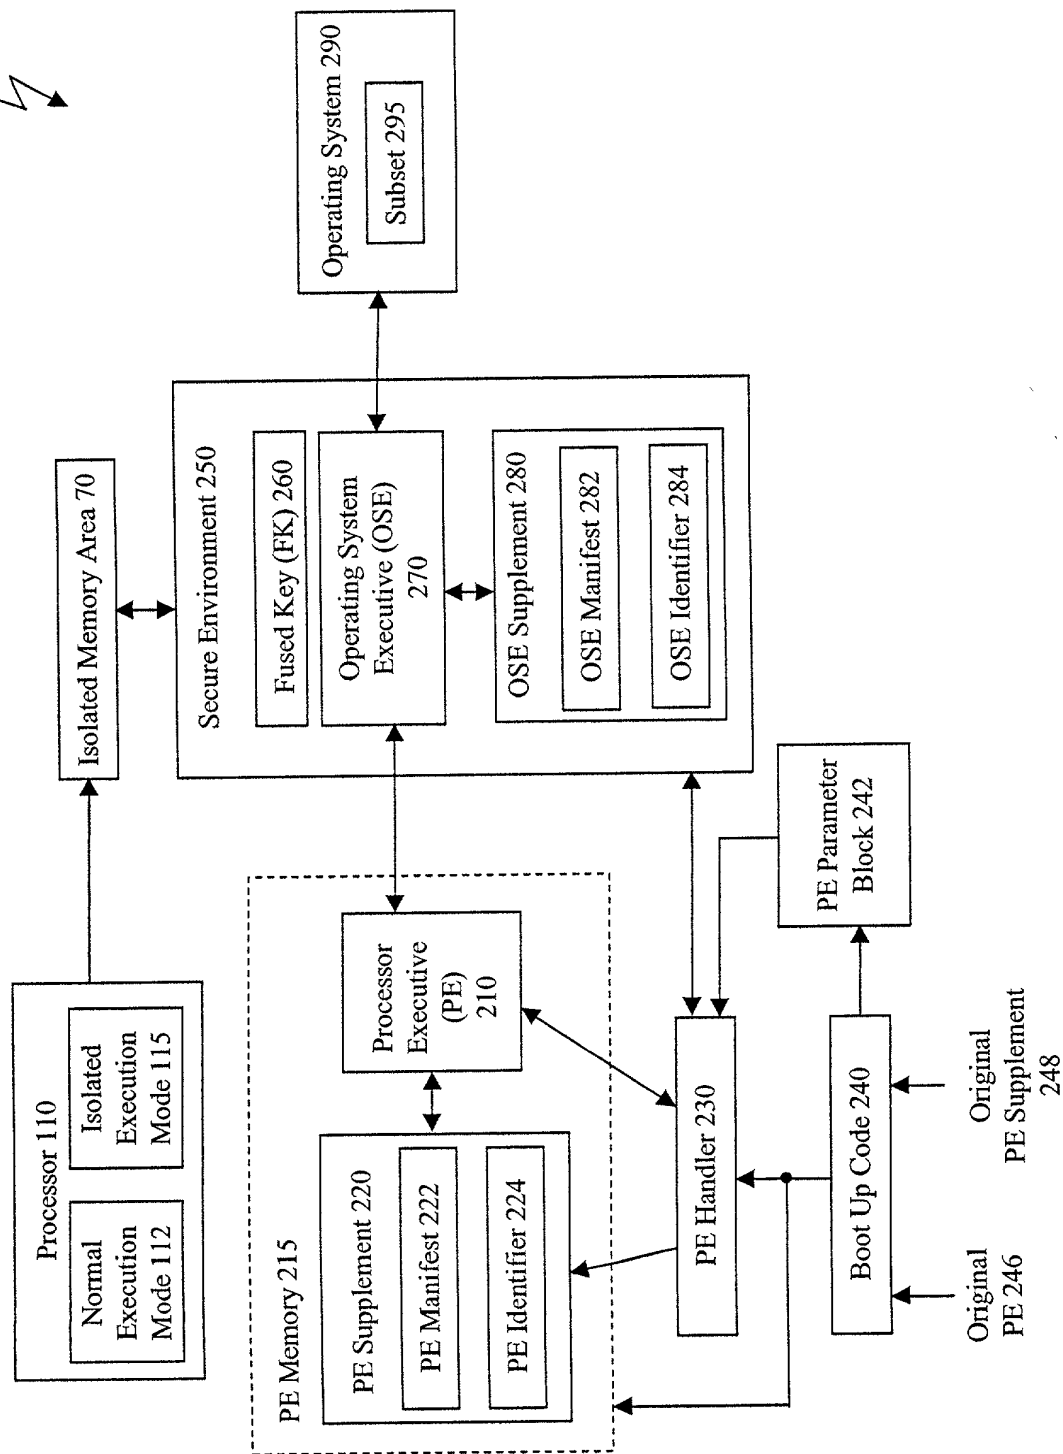 Processor 110
Normal
Execution
Mode 112
Isolated
Execution
Mode 115
Isolated Memory Area 70
PE Memory 215
PE Supplement 220
PE Manifest 222
PE Identifier 224
Processor
Executive
(PE)
210
Secure Environment 250
Fused Key (FK) 260
Operating System
Executive (OSE)
270
OSE Supplement 280
OSE Manifest 282
OSE Identifier 284
Operating System 290
Subset 295
PE Handler 230
Boot Up Code 240
PE Parameter
Block 242
Original
PE 246
Original
PE Supplement
248